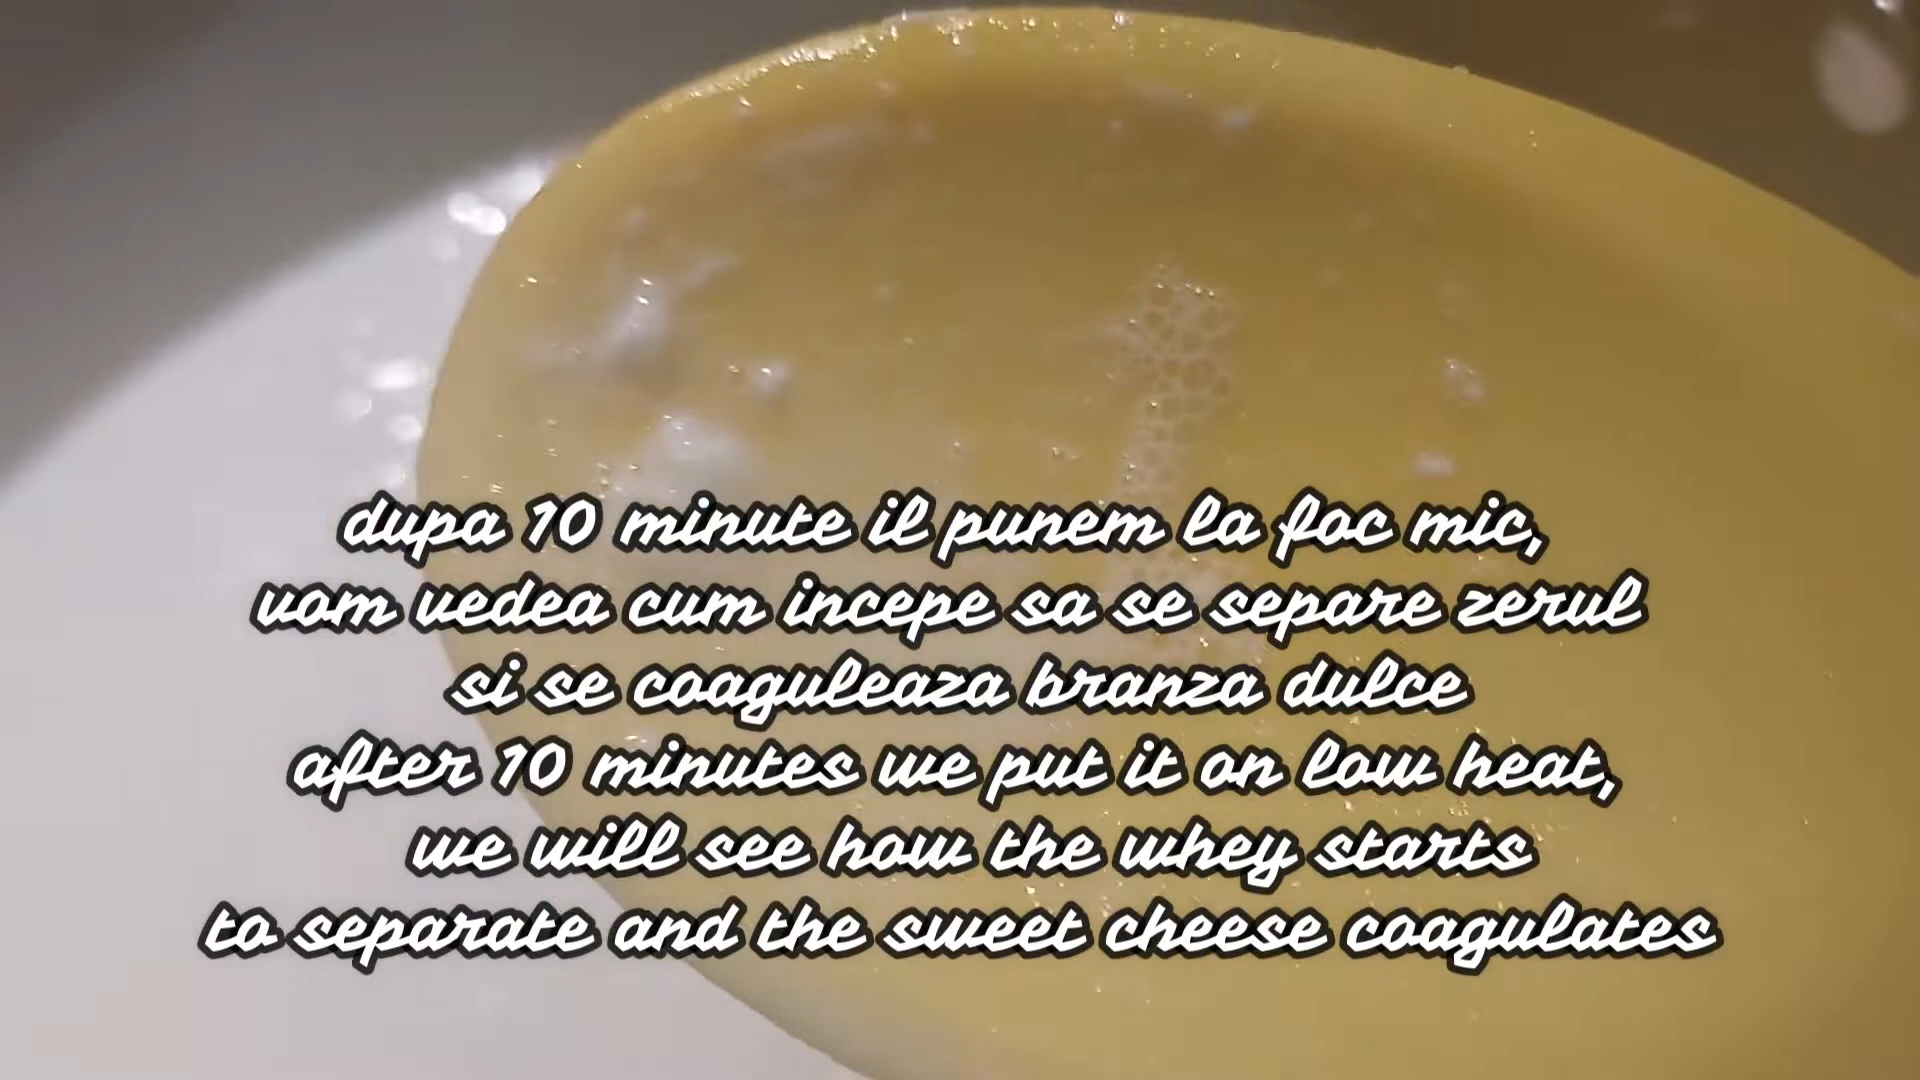 dupa 10 minute il punem la foc mic,
vom vedea cum incepe sa se separe zerul
si se coaguleaza branza dulce
after 10 minutes we put it on low heat,
we will see how the whey starts
to separate and the sweet cheese coagulates